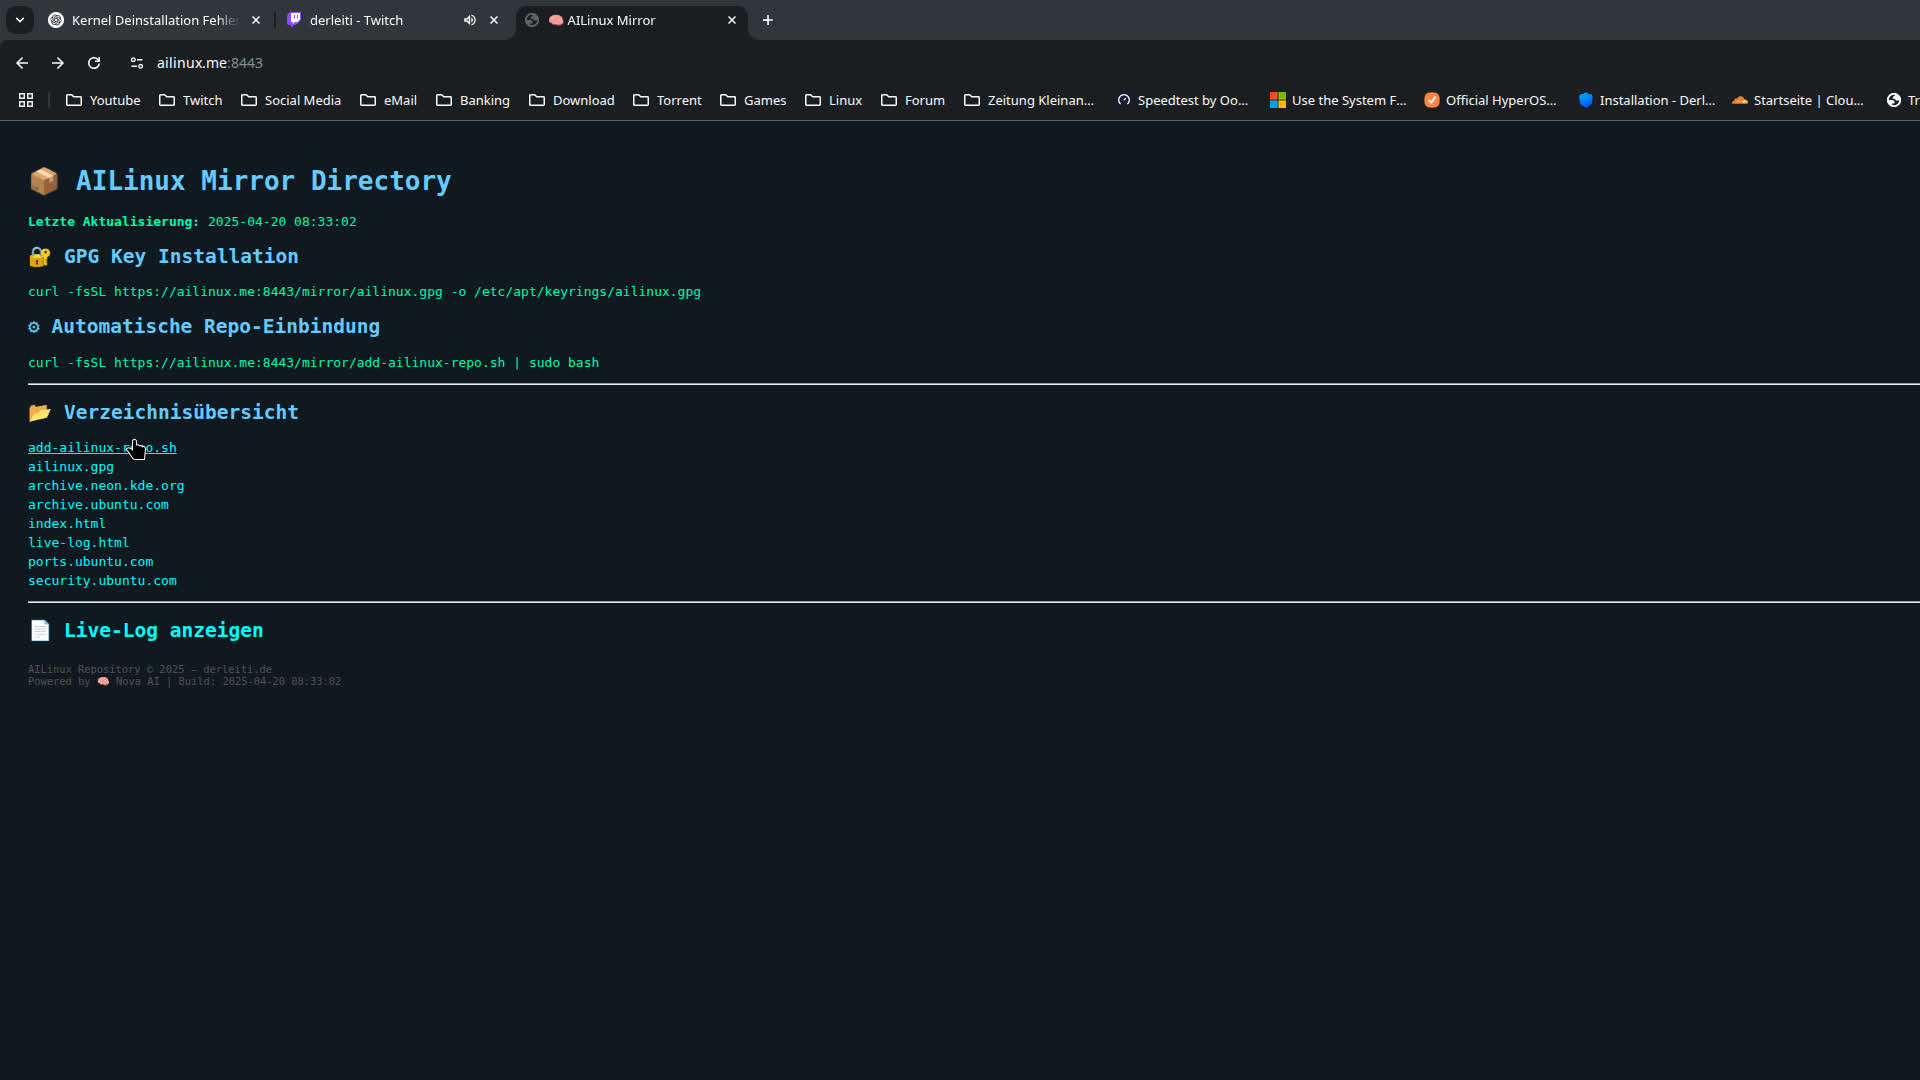 Kernel Deinstallation Fehle
derleiti - Twitch
AILinux Mirror
ailinux.me:8443
Youtube
Twitch
Social Media
eMail
Banking
Download
Torrent
Games
Linux
Forum
Zeitung Kleinan...
Speedtest by Oo...
Use the System F...
Official HyperOS...
Installation - Derl...
Startseite | Clou...
Tr
AILinux Mirror Directory
Letzte Aktualisierung: 2025-04-20 08:33:02
GPG Key Installation
curl -fsSL https://ailinux.me:8443/mirror/ailinux.gpg -o /etc/apt/keyrings/ailinux.gpg
Automatische Repo-Einbindung
curl -fsSL https://ailinux.me:8443/mirror/add-ailinux-repo.sh | sudo bash
Verzeichnisübersicht
add-ailinux-repo.sh
ailinux.gpg
archive.neon.kde.org
archive.ubuntu.com
index.html
live-log.html
ports.ubuntu.com
security.ubuntu.com
Live-Log anzeigen
AILinux Repository © 2025 — derleiti.de
Powered by 🧠 Nova AI | Build: 2025-04-20 08:33:02